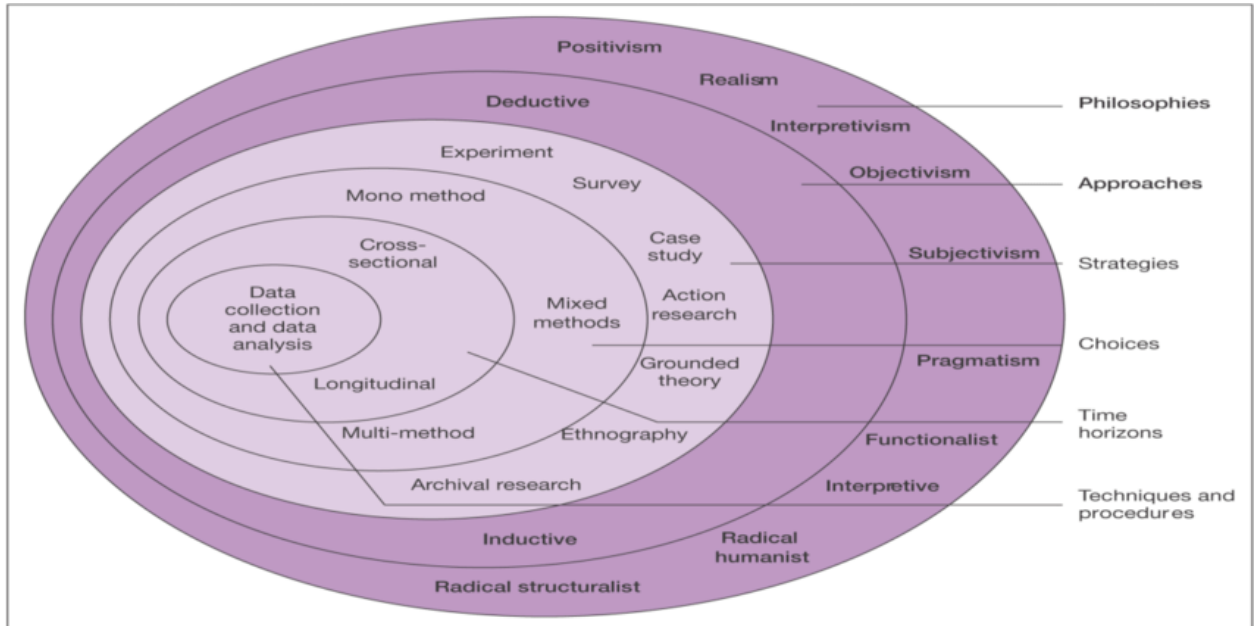 Positivism
Realism
Philosophies
Deductive
Interpretivism
Experiment
Objectivism
Survey
Approaches
Mono method
Case
study
Cross-
sectional
Subjectivism
Strategies
Data
collection
and data
analysis
Mixed
methods
Action
research
Choices
Grounded
theory
Pragmatism
Longitudinal
Time
horizons
Multi-method
Ethnography
Functionalist
Archival research
Interpretive
Techniques and
procedures
Inductive
Radical
humanist
Radical structuralist